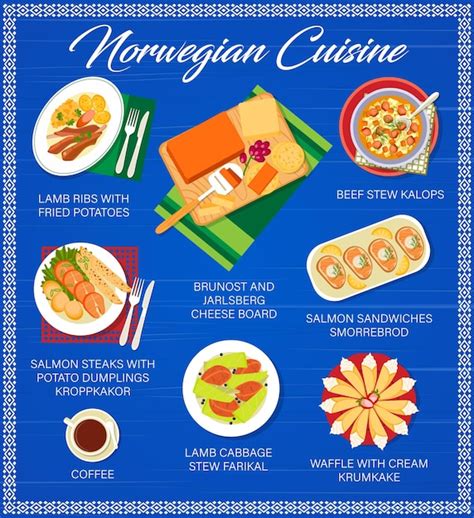 Norwegian Cuisine
LAMB RIBS WITH
FRIED POTATOES
BEEF STEW KALOPS
BRUNOST AND
JARLSBERG
CHEESE BOARD
SALMON SANDWICHES
SMORREBROD
SALMON STEAKS WITH
POTATO DUMPLINGS
KROPPKAKOR
LAMB CABBAGE
STEW FARIKAL
COFFEE
WAFFLE WITH CREAM
KRUMKAKE